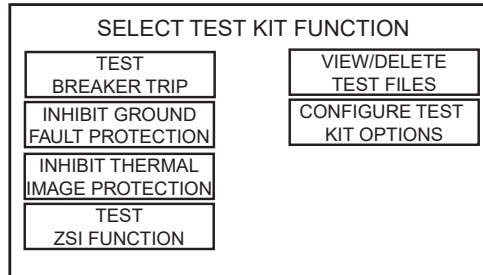 SELECT TEST KIT FUNCTION
TEST
BREAKER TRIP
INHIBIT GROUND
FAULT PROTECTION
INHIBIT THERMAL
IMAGE PROTECTION
TEST
ZSI FUNCTION
VIEW/DELETE
TEST FILES
CONFIGURE TEST
KIT OPTIONS